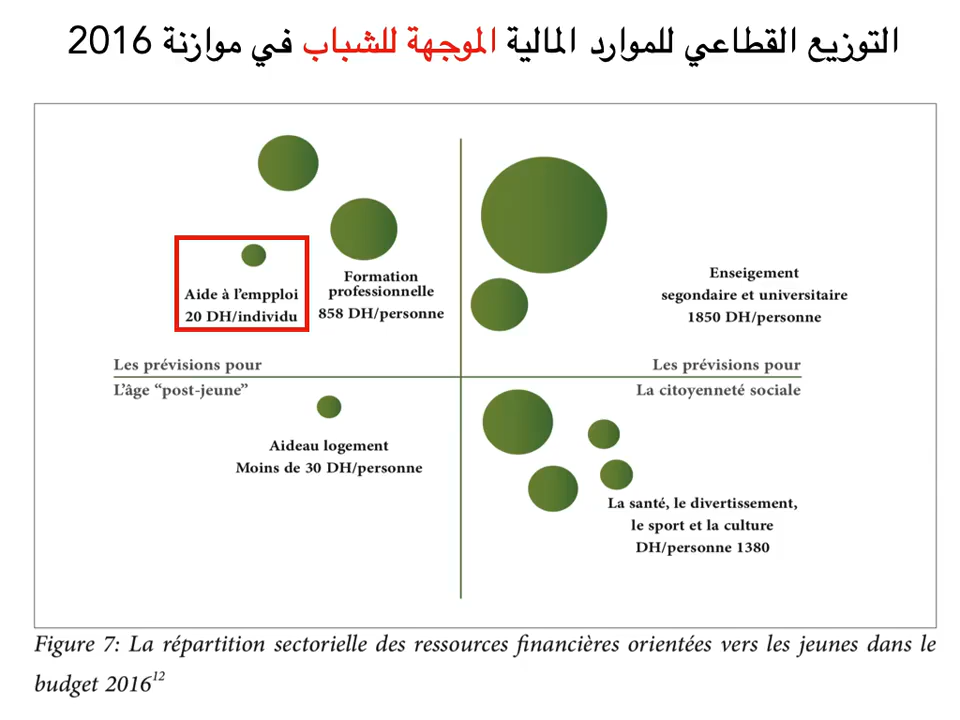 التوزيع القطاعي للموارد المالية الموجهة للشباب في موازنة 2016
Aide à l'empploi
20 DH/individu
Formation
professionnelle
858 DH/personne
Enseigement
segondaire et universitaire
1850 DH/personne
Les prévisions pour
L'âge "post-jeune"
Les prévisions pour
La citoyenneté sociale
Aideau logement
Moins de 30 DH/personne
La santé, le divertissement,
le sport et la culture
DH/personne 1380
Figure 7: La répartition sectorielle des ressources financières orientées vers les jeunes dans le
budget 2016¹²